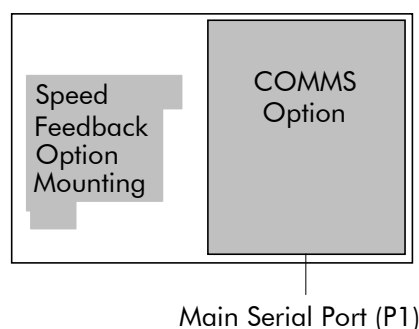 Speed
Feedback
Option
Mounting
COMMS
Option
Main Serial Port (P1)